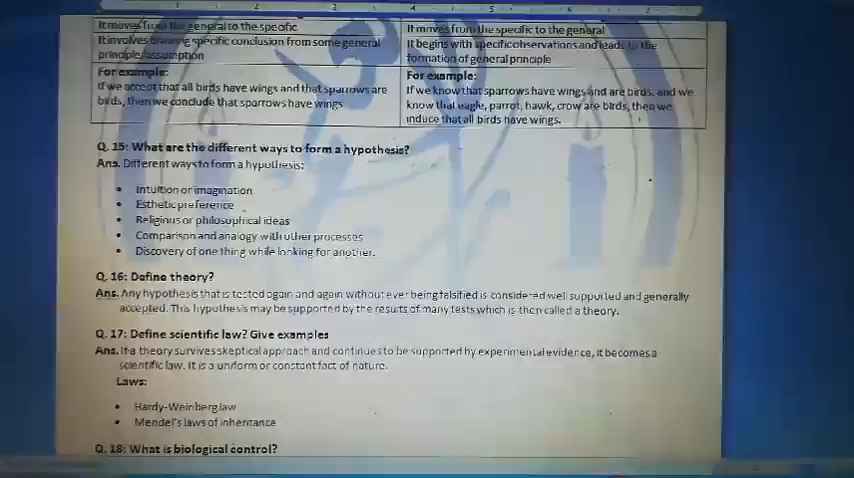 It moves from the general to the specific
It moves from the specific to the general
It involves drawing specific conclusion from some general
principle/assumption
It begins with specific observations and leads to the
formation of general principle
For example:
If we accept that all birds have wings and that sparrows are
birds, then we conclude that sparrows have wings
For example:
If we know that sparrows have wings and are birds, and we
know that eagle, parrot, hawk, crow are birds, then we
induce that all birds have wings.
Q. 15: What are the different ways to form a hypothesis?
Ans. Different ways to form a hypothesis:
• Intuition or imagination
• Esthetic preference
• Religious or philosophical ideas
• Comparison and analogy with other processes
• Discovery of one thing while looking for another.
Q. 16: Define theory?
Ans. Any hypothesis that is tested again and again without ever being falsified is considered well supported and generally
accepted. This hypothesis may be supported by the results of many tests which is then called a theory.
Q. 17: Define scientific law? Give examples
Ans. If a theory survives skeptical approach and continues to be supported by experimental evidence, it becomes a
scientific law. It is a uniform or constant fact of nature.
Laws:
• Hardy-Weinberg law
• Mendel's laws of inheritance
Q. 18: What is biological control?